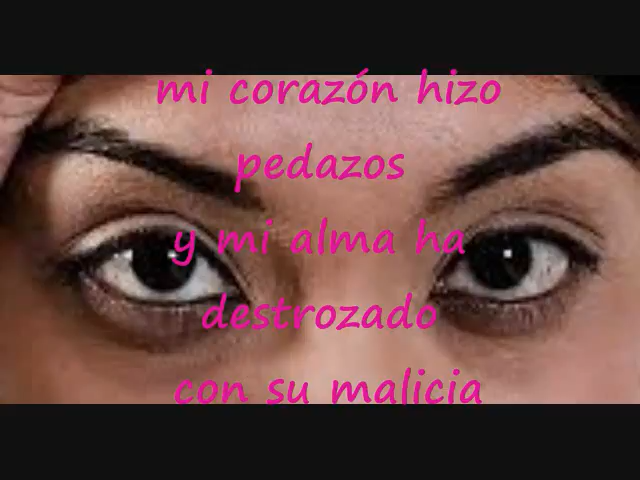 mi corazón hizo
pedazos
y mi alma ha
destrozado
con su malicia